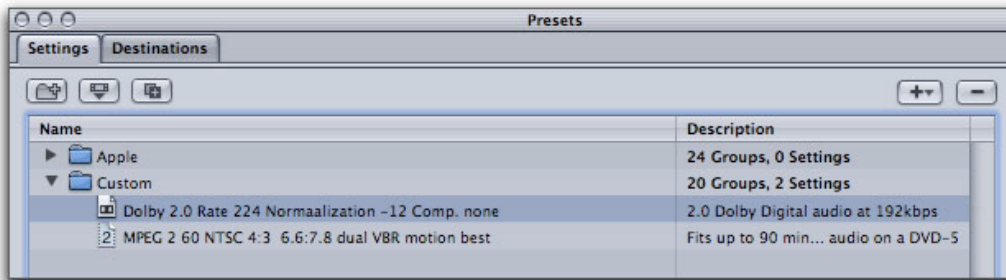 Presets
Settings Destinations
Name Description
Apple 24 Groups, 0 Settings
Custom 20 Groups, 2 Settings
Dolby 2.0 Rate 224 Normaalization -12 Comp. none 2.0 Dolby Digital audio at 192kbps
2 MPEG 2 60 NTSC 4:3 6.6:7.8 dual VBR motion best Fits up to 90 min... audio on a DVD-5